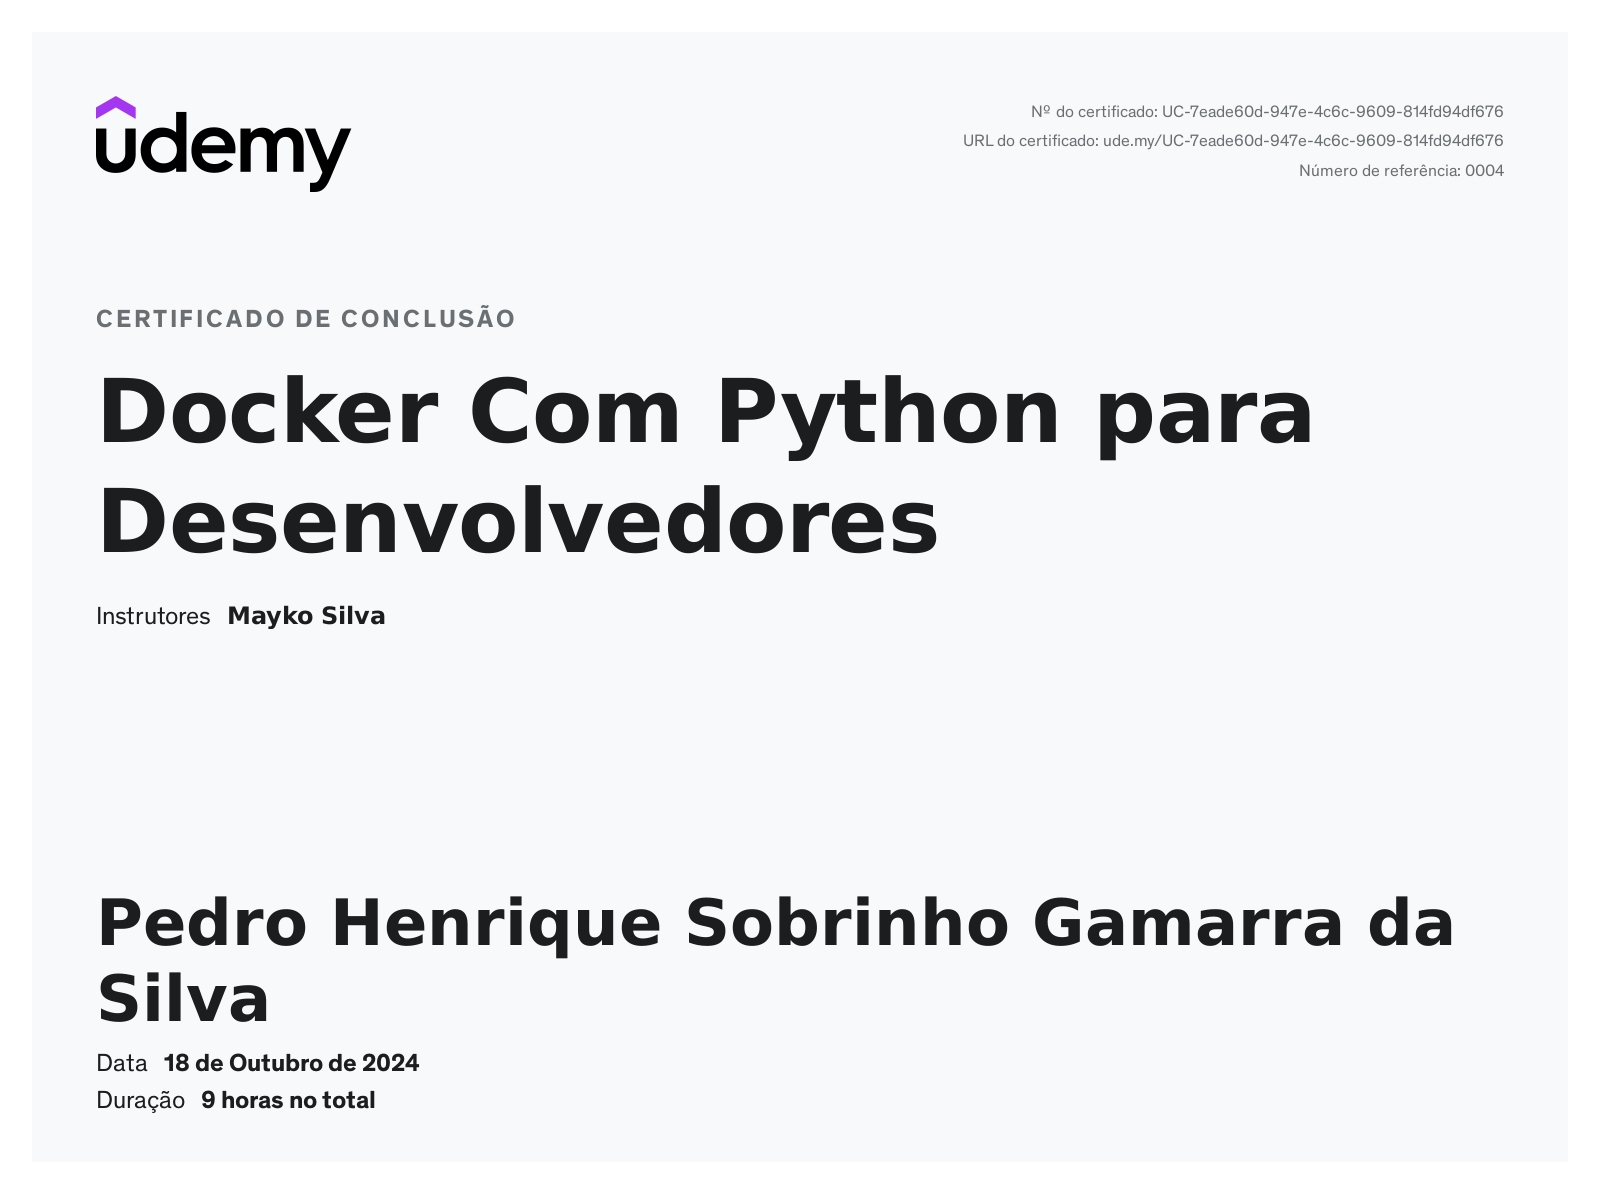 udemy
Nº do certificado: UC-7eade60d-947e-4c6c-9609-814fd94df676
URL do certificado: ude.my/UC-7eade60d-947e-4c6c-9609-814fd94df676
Número de referência: 0004
CERTIFICADO DE CONCLUSÃO
Docker Com Python para
Desenvolvedores
Instrutores Mayko Silva
Pedro Henrique Sobrinho Gamarra da
Silva
Data 18 de Outubro de 2024
Duração 9 horas no total